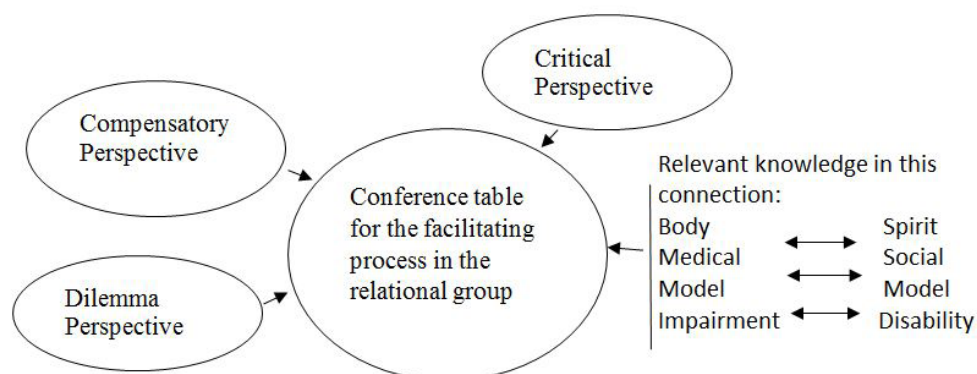 Critical
Perspective
Compensatory
Perspective
Conference table
for the facilitating
process in the
relational group
Dilemma
Perspective
Relevant knowledge in this
connection:
Body Spirit
Medical Social
Model Model
Impairment Disability